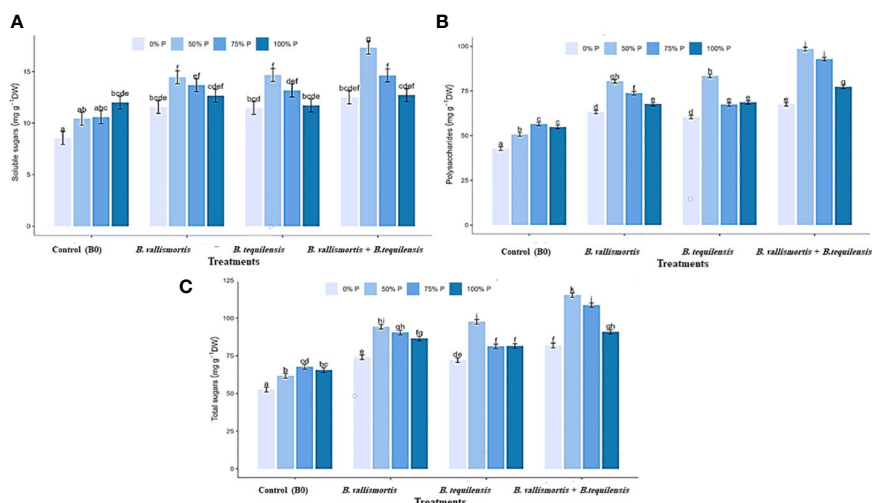 A
0% P 50% P 75% P 100% P
Soluble sugars (mg g⁻¹DW)
15
10
5
0
a ab abc bcde
bcde f ef cdef
bcd f def bcde
cdef g f cdef
Control (B0) B. vallismortis B. tequilensis B. vallismortis + B.tequilensis
Treatments
B
0% P 50% P 75% P 100% P
Polysaccharides (mg g⁻¹DW)
100
75
50
25
0
a b c c
d gh f e
d h e e
e i g
Control (B0) B. vallismortis B. tequilensis B. vallismortis + B.tequilensis
Treatments
C
0% P 50% P 75% P 100% P
Total sugars (mg g⁻¹DW)
125
100
75
50
25
0
a b cd bc
e hi gh fg
de i f f
f k j gh
Control (B0) B. vallismortis B. tequilensis B. vallismortis + B.tequilensis
Treatments